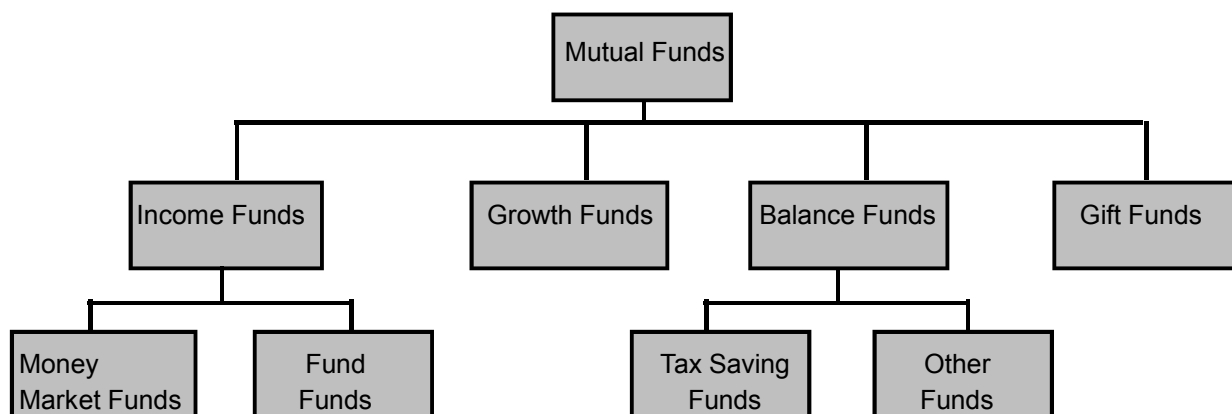 Mutual Funds
Income Funds
Growth Funds
Balance Funds
Gift Funds
Money
Market Funds
Fund
Funds
Tax Saving
Funds
Other
Funds